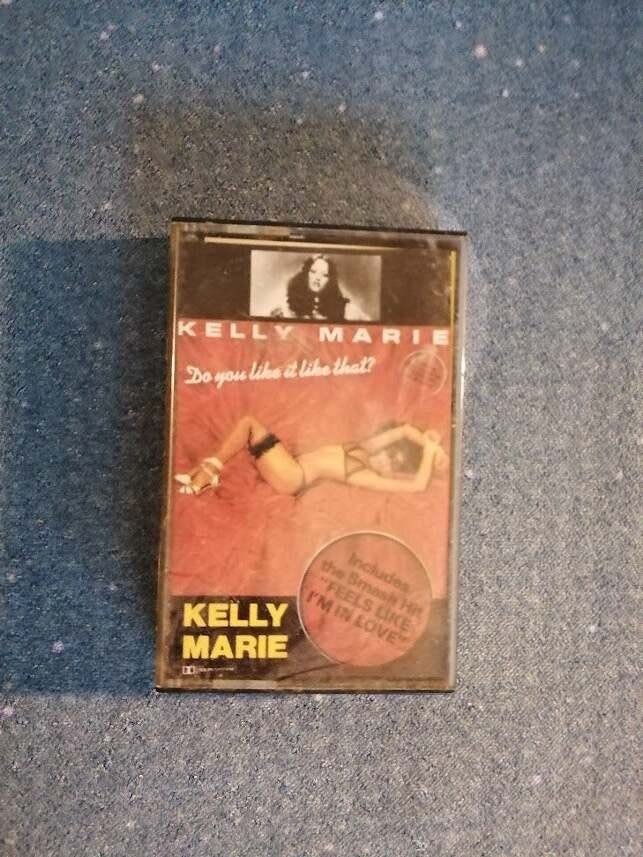 KELLY MARIE
Do you like it like that?
Includes
the Smash Hit
"FEELS LIKE
I'M IN LOVE"
KELLY
MARIE